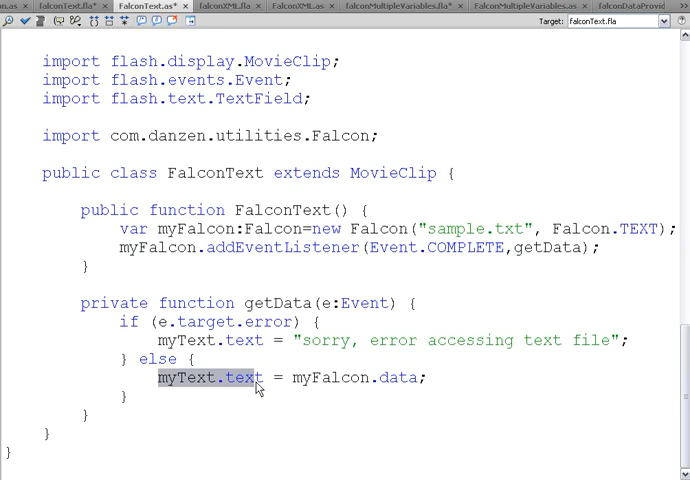 on.as × falconText.fla* × FalconText.as* × falconXML.fla × FalconXML.as × falconMultipleVariables.fla* × FalconMultipleVariables.as × falconDataProvid
Target: falconText.fla
import flash.display.MovieClip;
import flash.events.Event;
import flash.text.TextField;
import com.danzen.utilities.Falcon;
public class FalconText extends MovieClip {
public function FalconText() {
var myFalcon:Falcon=new Falcon("sample.txt", Falcon.TEXT);
myFalcon.addEventListener(Event.COMPLETE,getData);
}
private function getData(e:Event) {
if (e.target.error) {
myText.text = "sorry, error accessing text file";
} else {
myText.text = myFalcon.data;
}
}
}
}